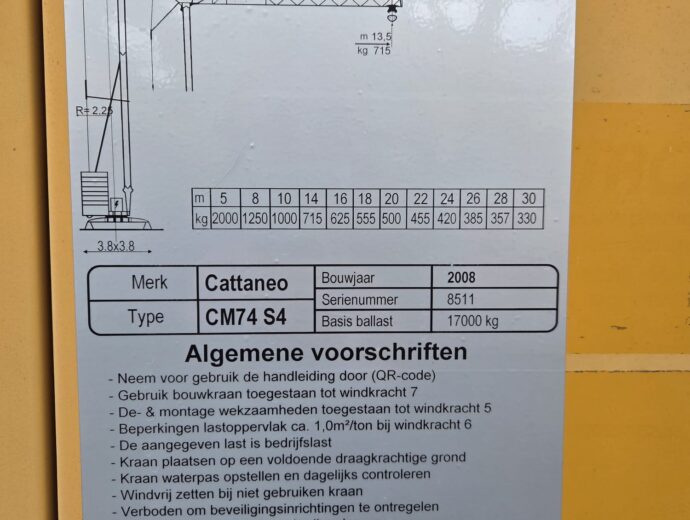 m 13,5
kg 715
R= 2.25
m 5 8 10 14 16 18 20 22 24 26 28 30
kg 2000 1250 1000 715 625 555 500 455 420 385 357 330
3.8x3.8
Merk Cattaneo Bouwjaar 2008
Serienummer 8511
Type CM74 S4 Basis ballast 17000 kg
Algemene voorschriften
- Neem voor gebruik de handleiding door (QR-code)
- Gebruik bouwkraan toegestaan tot windkracht 7
- De- & montage wekzaamheden toegestaan tot windkracht 5
- Beperkingen lastoppervlak ca. 1,0m²/ton bij windkracht 6
- De aangegeven last is bedrijfslast
- Kraan plaatsen op een voldoende draagkrachtige grond
- Kraan waterpas opstellen en dagelijks controleren
- Windvrij zetten bij niet gebruiken kraan
- Verboden om beveiligingsinrichtingen te ontregelen